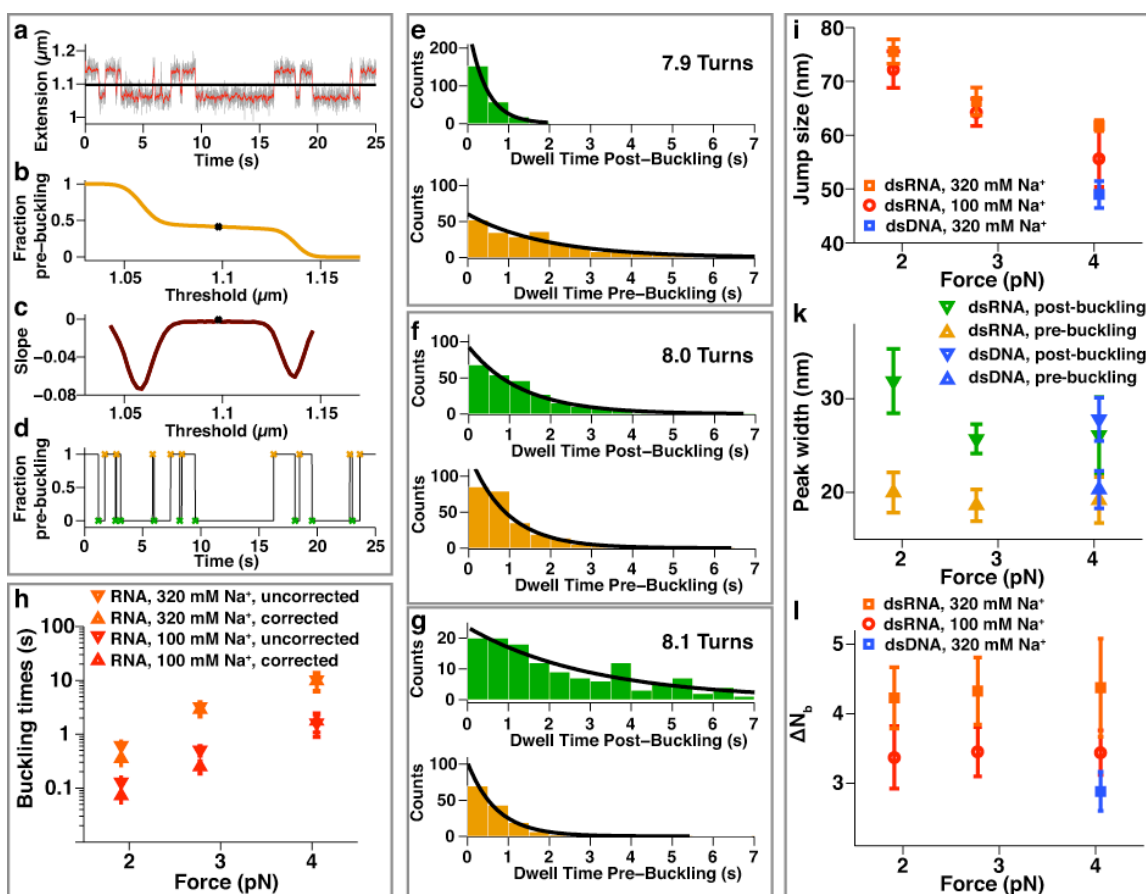 a
Extension (µm)
1.2
1.1
1
0 5 10 15 20 25
Time (s)
b
Fraction
pre-buckling
1
0.5
0
1.05 1.1 1.15
Threshold (µm)
c
Slope
0
−0.04
−0.08
1.05 1.1 1.15
Threshold (µm)
d
Fraction
pre-buckling
1
0.5
0
0 5 10 15 20 25
Time (s)
h
RNA, 320 mM Na⁺, uncorrected
RNA, 320 mM Na⁺, corrected
RNA, 100 mM Na⁺, uncorrected
RNA, 100 mM Na⁺, corrected
Buckling times (s)
100
10
1
0.1
2 3 4
Force (pN)
e
7.9 Turns
Counts
200
100
0
0 1 2 3 4 5 6 7
Dwell Time Post−Buckling (s)
Counts
100
50
0
0 1 2 3 4 5 6 7
Dwell Time Pre−Buckling (s)
f
8.0 Turns
Counts
100
50
0
0 1 2 3 4 5 6 7
Dwell Time Post−Buckling (s)
Counts
100
50
0
0 1 2 3 4 5 6 7
Dwell Time Pre−Buckling (s)
g
8.1 Turns
Counts
20
10
0
0 1 2 3 4 5 6 7
Dwell Time Post−Buckling (s)
Counts
100
50
0
0 1 2 3 4 5 6 7
Dwell Time Pre−Buckling (s)
i
Jump size (nm)
80
70
60
50
40
dsRNA, 320 mM Na⁺
dsRNA, 100 mM Na⁺
dsDNA, 320 mM Na⁺
2 3 4
Force (pN)
k
dsRNA, post-buckling
dsRNA, pre-buckling
dsDNA, post-buckling
dsDNA, pre-buckling
Peak width (nm)
30
20
2 3 4
Force (pN)
l
dsRNA, 320 mM Na⁺
dsRNA, 100 mM Na⁺
dsDNA, 320 mM Na⁺
ΔN_b
5
4
3
2 3 4
Force (pN)